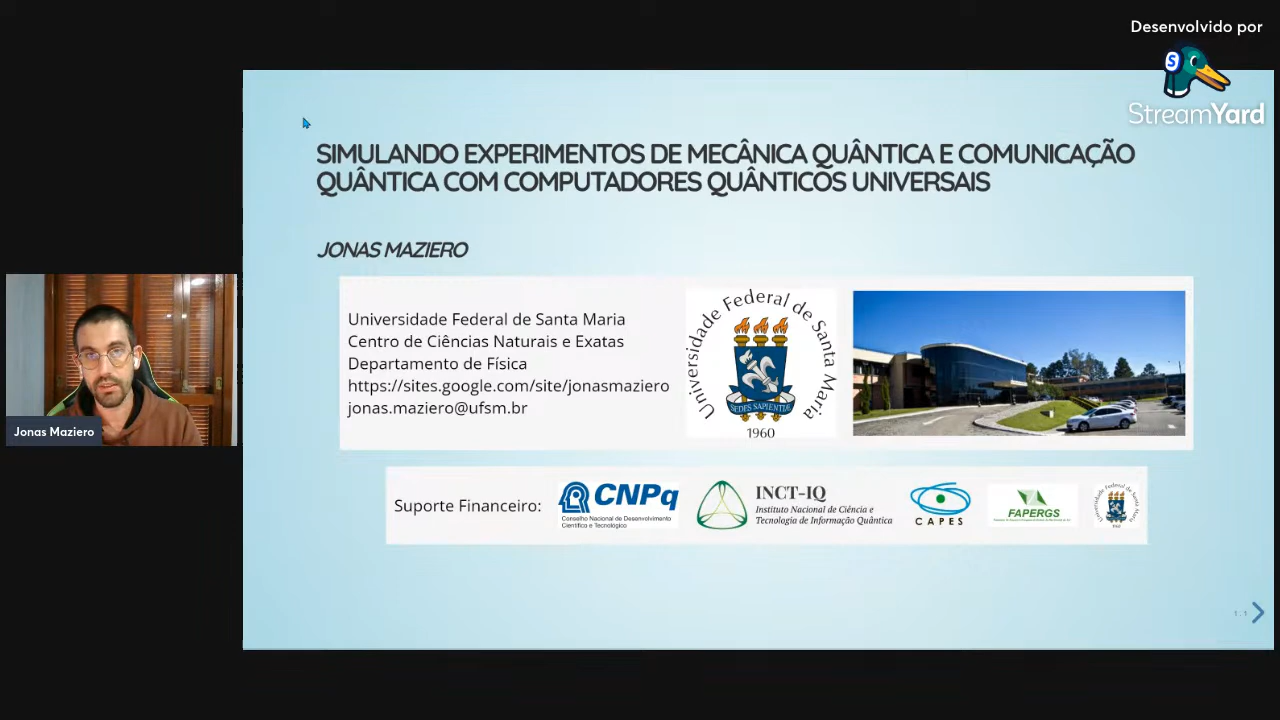 Desenvolvido por
StreamYard
SIMULANDO EXPERIMENTOS DE MECÂNICA QUÂNTICA E COMUNICAÇÃO
QUÂNTICA COM COMPUTADORES QUÂNTICOS UNIVERSAIS
JONAS MAZIERO
Universidade Federal de Santa Maria
Centro de Ciências Naturais e Exatas
Departamento de Física
https://sites.google.com/site/jonasmaziero
jonas.maziero@ufsm.br
Universidade Federal de Santa Maria
SEDES SAPIENTIÆ
1960
Jonas Maziero
Suporte Financeiro:
CNPq
Conselho Nacional de Desenvolvimento
Científico e Tecnológico
INCT-IQ
Instituto Nacional de Ciência e
Tecnologia de Informação Quântica
CAPES
FAPERGS
1.1